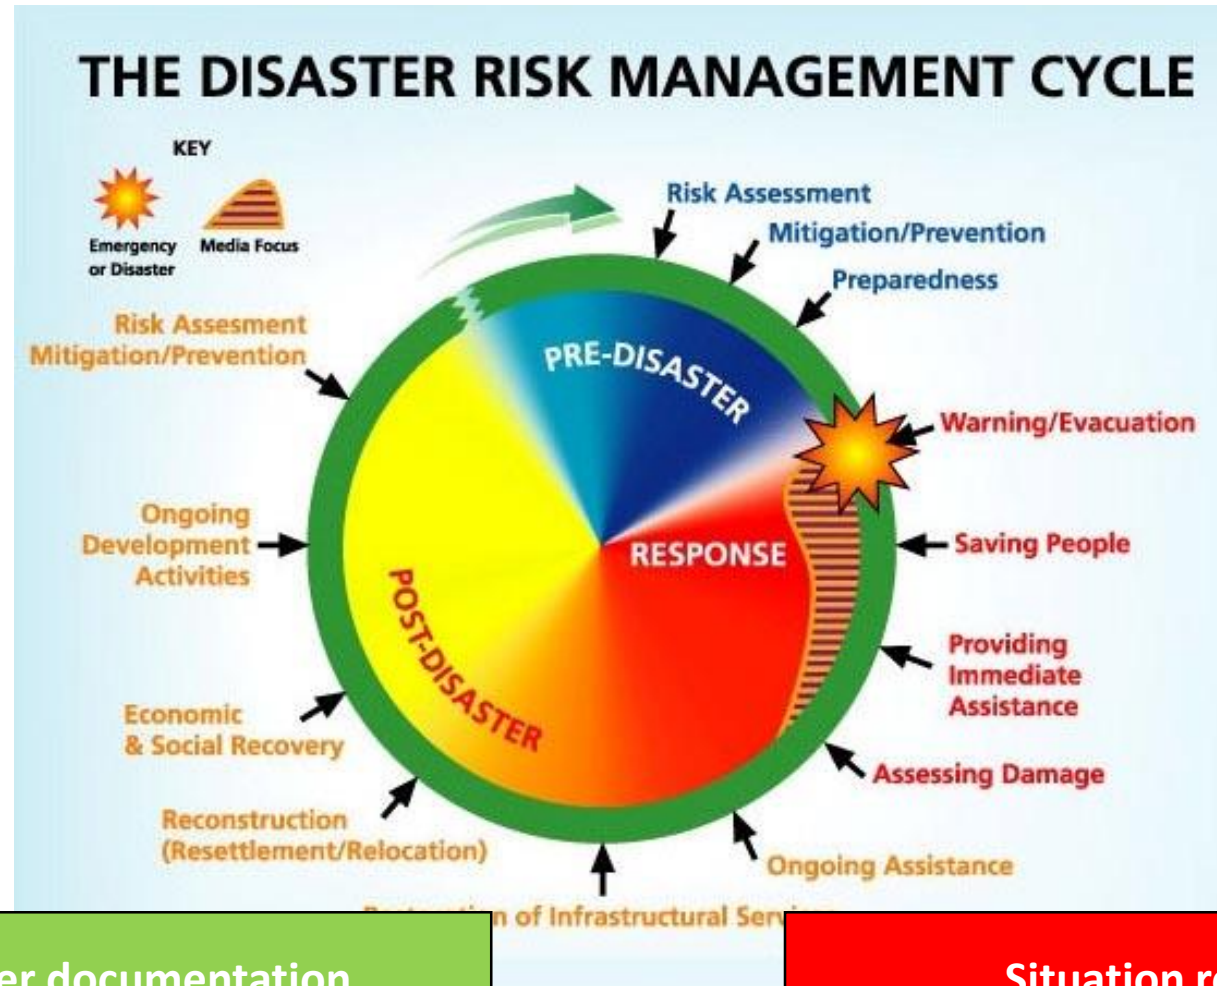 THE DISASTER RISK MANAGEMENT CYCLE
KEY
Emergency
or Disaster
Media Focus
Risk Assessment
Mitigation/Prevention
Preparedness
Warning/Evacuation
Saving People
Providing
Immediate
Assistance
Assessing Damage
Ongoing Assistance
of Infrastructural
Reconstruction
(Resettlement/Relocation)
Economic
& Social Recovery
Ongoing
Development
Activities
Risk Assesment
Mitigation/Prevention
PRE-DISASTER
RESPONSE
POST-DISASTER
documentation
Situation